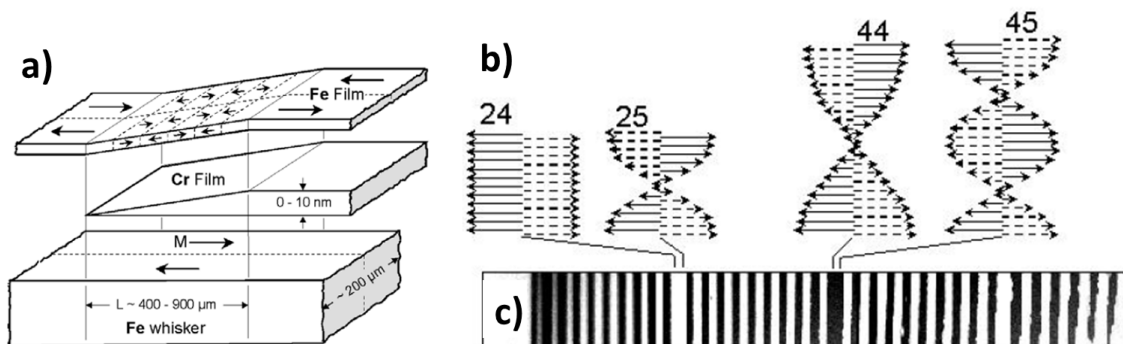 a)
Fe Film
Cr Film
0 - 10 nm
M
L ~ 400 - 900 µm
~ 200 µm
Fe whisker
b)
24
25
44
45
c)